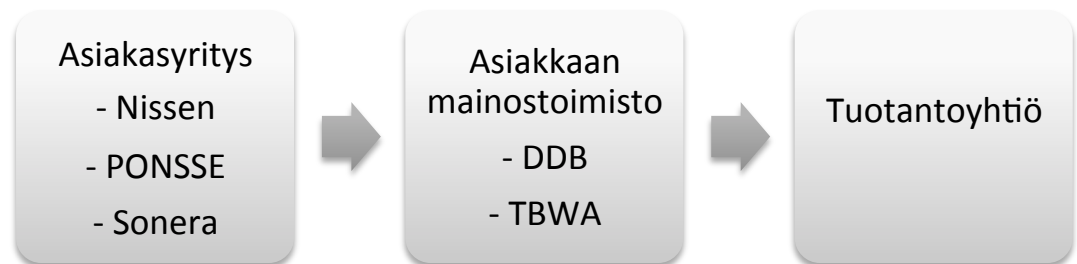 Asiakasyritys
- Nissen
- PONSSE
- Sonera
Asiakkaan
mainostoimisto
- DDB
- TBWA
Tuotantoyhtiö